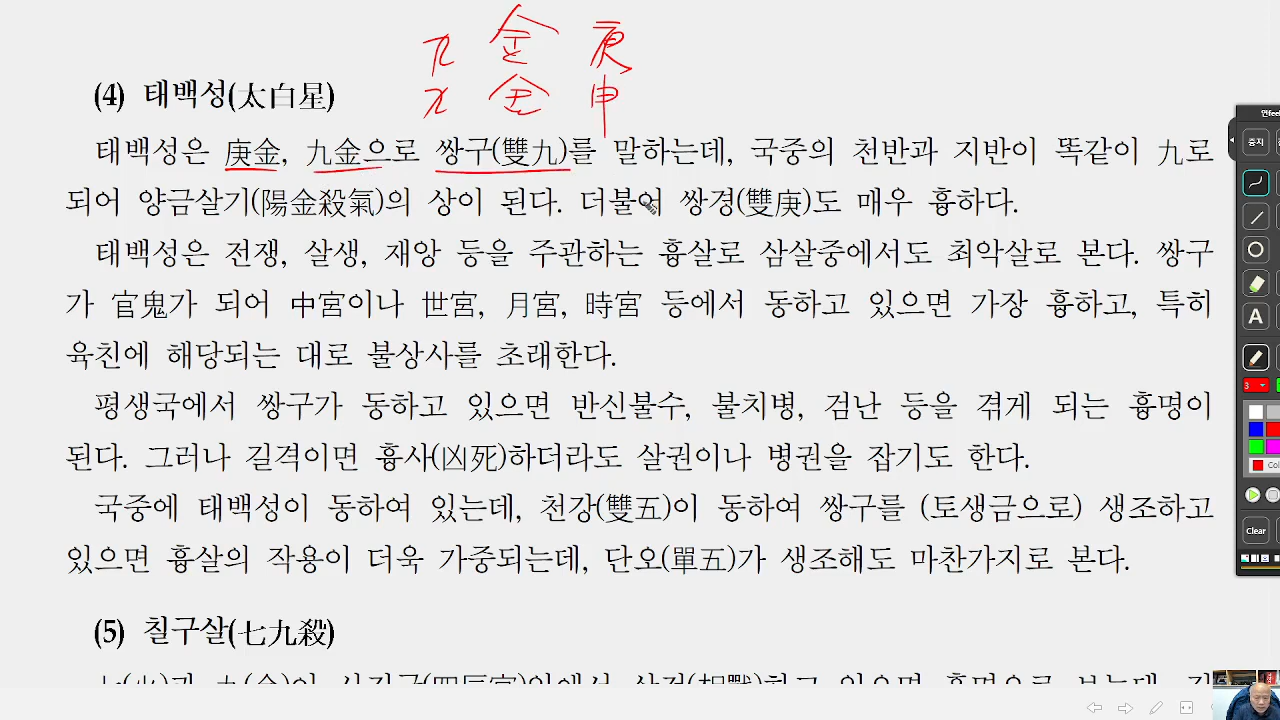 九 金 庚
九 金 申
(4) 태백성(太白星)
태백성은 庚金, 九金으로 쌍구(雙九)를 말하는데, 국중의 천반과 지반이 똑같이 九로
되어 양금살기(陽金殺氣)의 상이 된다. 더불어 쌍경(雙庚)도 매우 흉하다.
태백성은 전쟁, 살생, 재앙 등을 주관하는 흉살로 삼살중에서도 최악살로 본다. 쌍구
가 官鬼가 되어 中宮이나 世宮, 月宮, 時宮 등에서 동하고 있으면 가장 흉하고, 특히
육친에 해당되는 대로 불상사를 초래한다.
평생국에서 쌍구가 동하고 있으면 반신불수, 불치병, 검난 등을 겪게 되는 흉명이
된다. 그러나 길격이면 흉사(凶死)하더라도 살권이나 병권을 잡기도 한다.
국중에 태백성이 동하여 있는데, 천강(雙五)이 동하여 쌍구를 (토생금으로) 생조하고
있으면 흉살의 작용이 더욱 가중되는데, 단오(單五)가 생조해도 마찬가지로 본다.
(5) 칠구살(七九殺)
중지
A
3
Clear